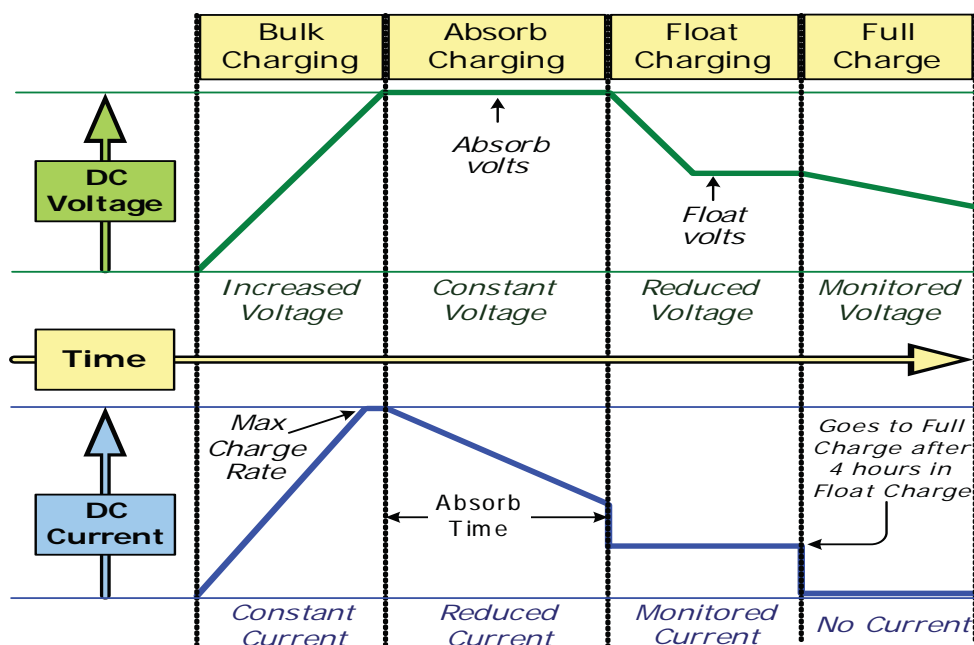 Bulk
Charging
Absorb
Charging
Float
Charging
Full
Charge
DC
Voltage
Absorb
volts
Float
volts
Increased
Voltage
Constant
Voltage
Reduced
Voltage
Monitored
Voltage
Time
DC
Current
Max
Charge
Rate
Absorb
Time
Goes to Full
Charge after
4 hours in
Float Charge
Constant
Current
Reduced
Current
Monitored
Current
No Current